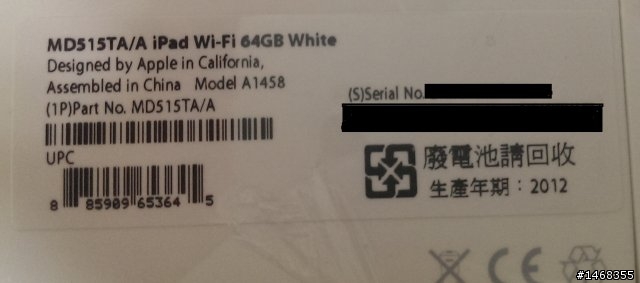 MD515TA/A iPad Wi-Fi 64GB White
Designed by Apple in California,
Assembled in China Model A1458
(1P)Part No. MD515TA/A
(S)Serial No.
UPC
8 85909 65364 5
廢電池請回收
生產年期：2012
CE
#1468355